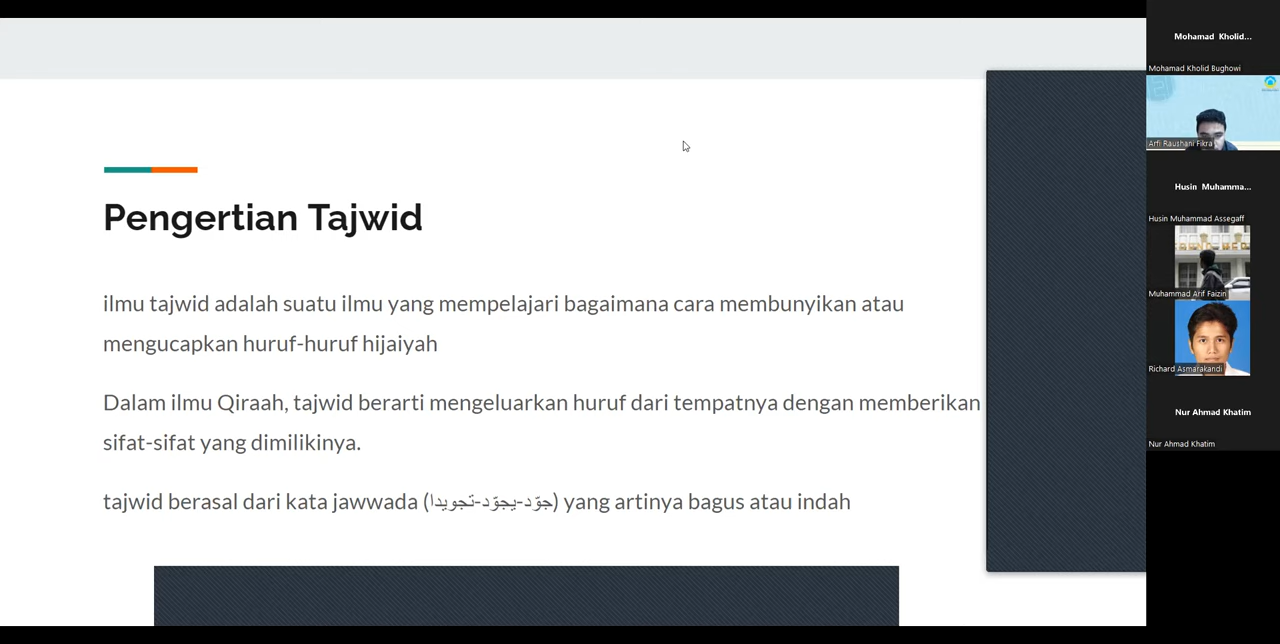 Pengertian Tajwid
ilmu tajwid adalah suatu ilmu yang mempelajari bagaimana cara membunyikan atau
mengucapkan huruf-huruf hijaiyah
Dalam ilmu Qiraah, tajwid berarti mengeluarkan huruf dari tempatnya dengan memberikan
sifat-sifat yang dimilikinya.
tajwid berasal dari kata jawwada (جوّد-يجوّد-تجويدا) yang artinya bagus atau indah
Mohamad Kholid...
Mohamad Kholid Bughowi
Arfi Raushani Fikra
Husin Muhamma...
Husin Muhammad Assegaff
Muhammad Arif Faizin
Richard Asmarakandi
Nur Ahmad Khatim
Nur Ahmad Khatim